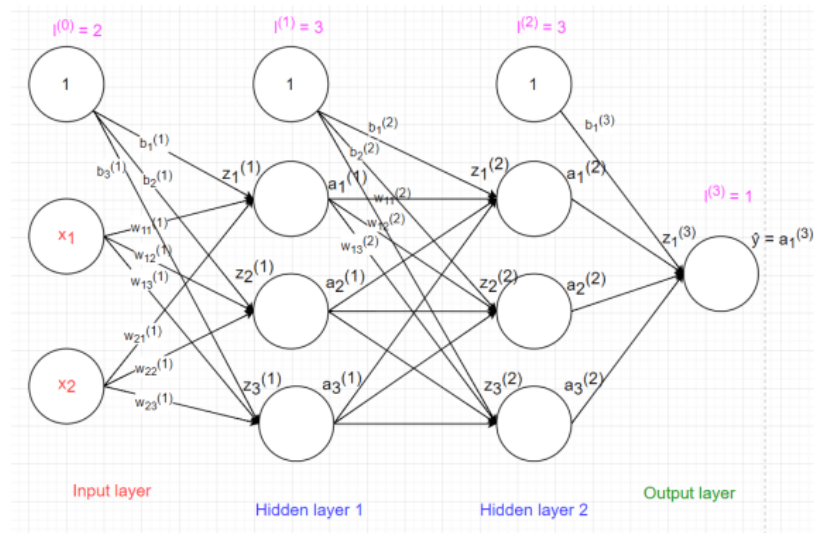 l⁽⁰⁾ = 2
l⁽¹⁾ = 3
l⁽²⁾ = 3
l⁽³⁾ = 1
1
1
1
b₁⁽¹⁾
b₂⁽¹⁾
b₃⁽¹⁾
x₁
x₂
w₁₁⁽¹⁾
w₁₂⁽¹⁾
w₁₃⁽¹⁾
w₂₁⁽¹⁾
w₂₂⁽¹⁾
w₂₃⁽¹⁾
z₁⁽¹⁾
z₂⁽¹⁾
z₃⁽¹⁾
a₁⁽¹⁾
a₂⁽¹⁾
a₃⁽¹⁾
b₁⁽²⁾
b₂⁽²⁾
w₁₁⁽²⁾
w₁₂⁽²⁾
w₁₃⁽²⁾
z₁⁽²⁾
z₂⁽²⁾
z₃⁽²⁾
a₁⁽²⁾
a₂⁽²⁾
a₃⁽²⁾
b₁⁽³⁾
z₁⁽³⁾
ŷ = a₁⁽³⁾
Input layer
Hidden layer 1
Hidden layer 2
Output layer